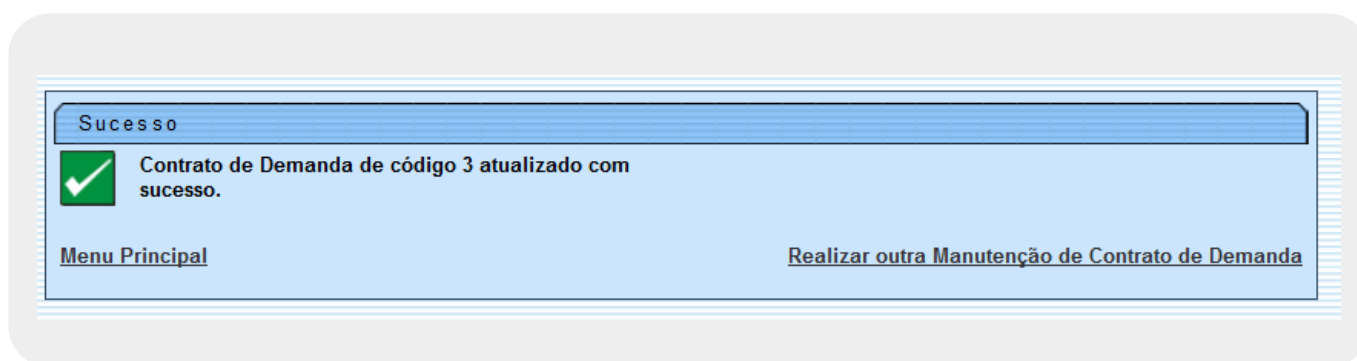 Sucesso
Contrato de Demanda de código 3 atualizado com
sucesso.
Menu Principal
Realizar outra Manutenção de Contrato de Demanda